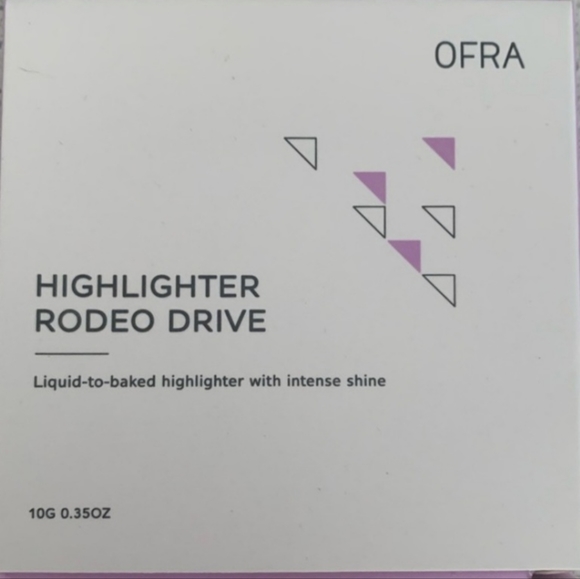 OFRA
HIGHLIGHTER
RODEO DRIVE
Liquid-to-baked highlighter with intense shine
10G 0.35OZ